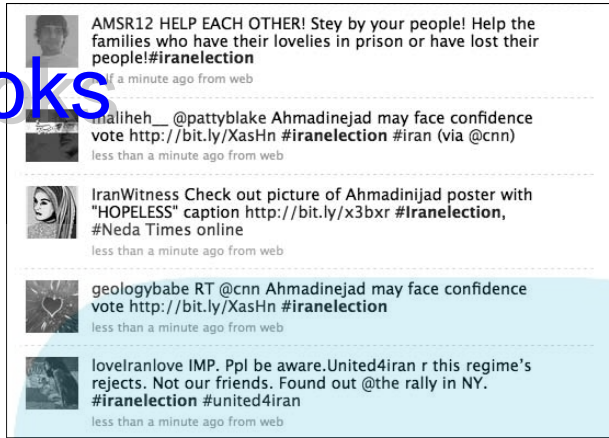 AMSR12 HELP EACH OTHER! Stey by your people! Help the
families who have their lovelies in prison or have lost their
people!#iranelection
oks
half a minute ago from web
maliheh__ @pattyblake Ahmadinejad may face confidence
vote http://bit.ly/XasHn #iranelection #iran (via @cnn)
less than a minute ago from web
IranWitness Check out picture of Ahmadinijad poster with
"HOPELESS" caption http://bit.ly/x3bxr #Iranelection,
#Neda Times online
less than a minute ago from web
geologybabe RT @cnn Ahmadinejad may face confidence
vote http://bit.ly/XasHn #iranelection
less than a minute ago from web
loveIranlove IMP. Ppl be aware.United4iran r this regime's
rejects. Not our friends. Found out @the rally in NY.
#iranelection #united4iran
less than a minute ago from web